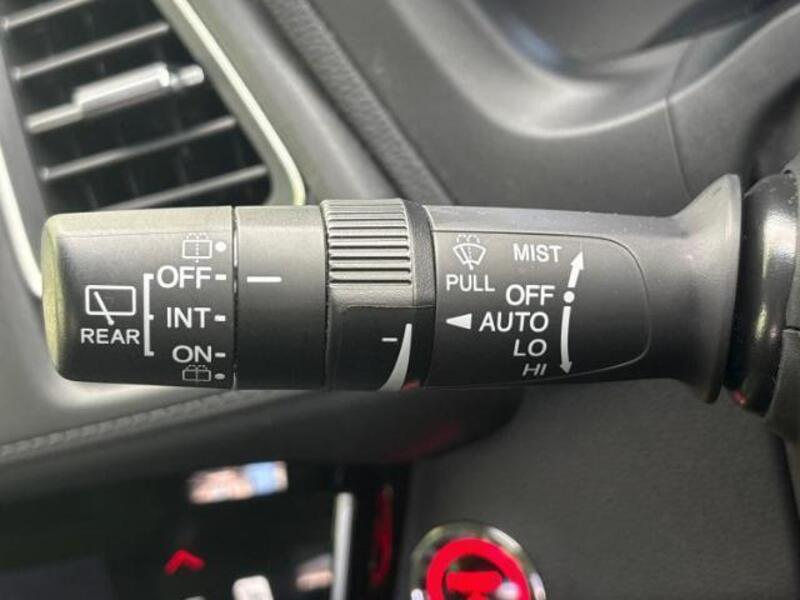 REAR
OFF
INT
ON
PULL
MIST
OFF
AUTO
LO
HI